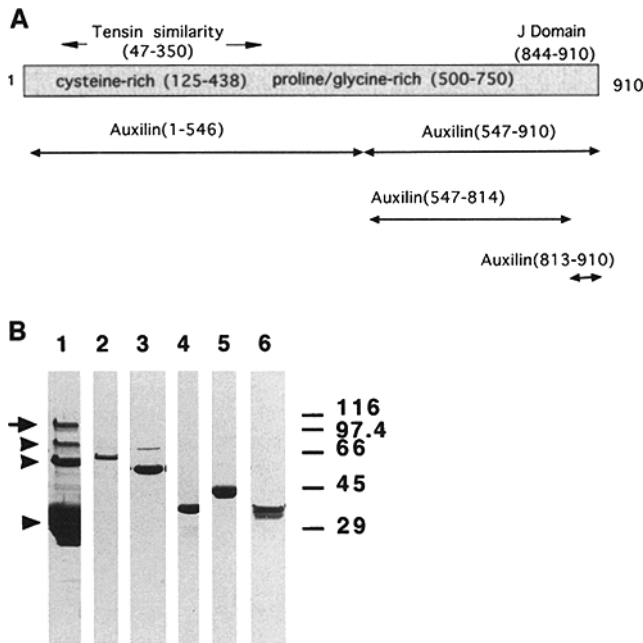 A
Tensin similarity
(47-350)
J Domain
(844-910)
1 cysteine-rich (125-438) proline/glycine-rich (500-750) 910
Auxilin(1-546) Auxilin(547-910)
Auxilin(547-814)
Auxilin(813-910)
B
1 2 3 4 5 6
116
97.4
66
45
29